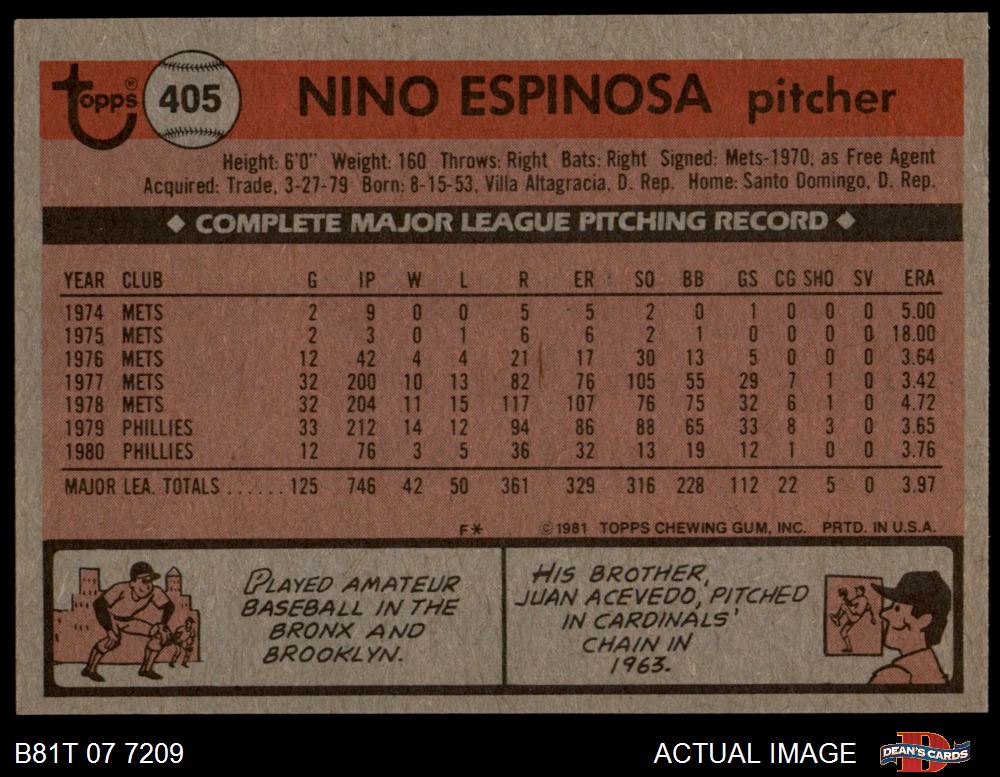 Topps® 405 NINO ESPINOSA pitcher
Height: 6'0" Weight: 160 Throws: Right Bats: Right Signed: Mets-1970, as Free Agent
Acquired: Trade, 3-27-79 Born: 8-15-53, Villa Altagracia, D. Rep. Home: Santo Domingo, D. Rep.
◆ COMPLETE MAJOR LEAGUE PITCHING RECORD ◆
YEAR CLUB G IP W L R ER SO BB GS CG SHO SV ERA
1974 METS 2 9 0 0 5 5 2 0 1 0 0 0 5.00
1975 METS 2 3 0 1 6 6 2 1 0 0 0 0 18.00
1976 METS 12 42 4 4 21 17 30 13 5 0 0 0 3.64
1977 METS 32 200 10 13 82 76 105 55 29 7 1 0 3.42
1978 METS 32 204 11 15 117 107 76 75 32 6 1 0 4.72
1979 PHILLIES 33 212 14 12 94 86 88 65 33 8 3 0 3.65
1980 PHILLIES 12 76 3 5 36 32 13 19 12 1 0 0 3.76
MAJOR LEA. TOTALS ...... 125 746 42 50 361 329 316 228 112 22 5 0 3.97
F* ©1981 TOPPS CHEWING GUM, INC. PRTD. IN U.S.A.
PLAYED AMATEUR
BASEBALL IN THE
BRONX AND
BROOKLYN.
HIS BROTHER,
JUAN ACEVEDO, PITCHED
IN CARDINALS'
CHAIN IN
1963.
B81T 07 7209 ACTUAL IMAGE DEAN'S CARDS